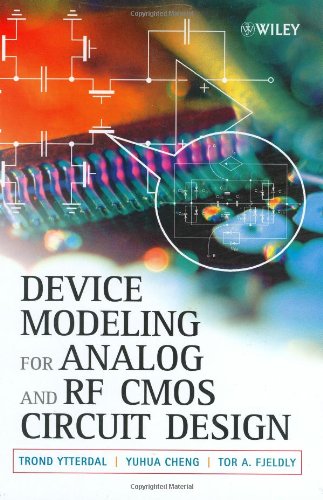 WILEY
DEVICE
MODELING
FOR ANALOG
AND RF CMOS
CIRCUIT DESIGN
TROND YTTERDAL | YUHUA CHENG | TOR A. FJELDLY